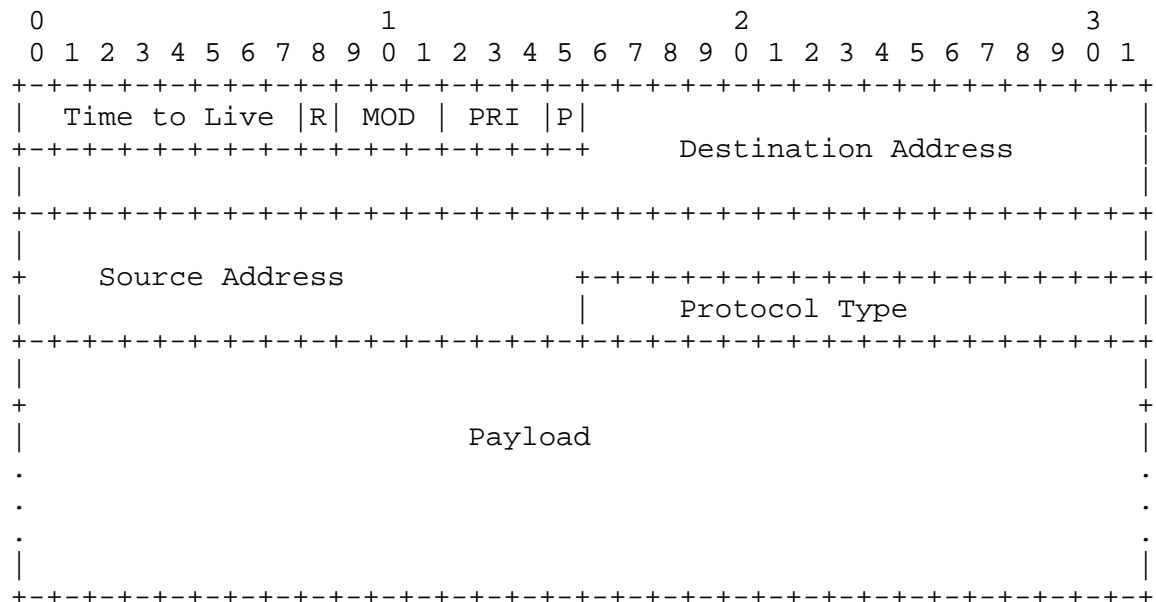 0                   1                   2                   3
 0 1 2 3 4 5 6 7 8 9 0 1 2 3 4 5 6 7 8 9 0 1 2 3 4 5 6 7 8 9 0 1
+-+-+-+-+-+-+-+-+-+-+-+-+-+-+-+-+-+-+-+-+-+-+-+-+-+-+-+-+-+-+-+-+
|  Time to Live |R| MOD | PRI |P|                               |
+-+-+-+-+-+-+-+-+-+-+-+-+-+-+-+-+     Destination Address       |
|                                                               |
+-+-+-+-+-+-+-+-+-+-+-+-+-+-+-+-+-+-+-+-+-+-+-+-+-+-+-+-+-+-+-+-+
|                                                               |
+    Source Address             +-+-+-+-+-+-+-+-+-+-+-+-+-+-+-+-+
|                               |     Protocol Type             |
+-+-+-+-+-+-+-+-+-+-+-+-+-+-+-+-+-+-+-+-+-+-+-+-+-+-+-+-+-+-+-+-+
|                                                               |
+                                                               +
|                         Payload                               |
.                                                               .
.                                                               .
.                                                               .
|                                                               |
+-+-+-+-+-+-+-+-+-+-+-+-+-+-+-+-+-+-+-+-+-+-+-+-+-+-+-+-+-+-+-+-+